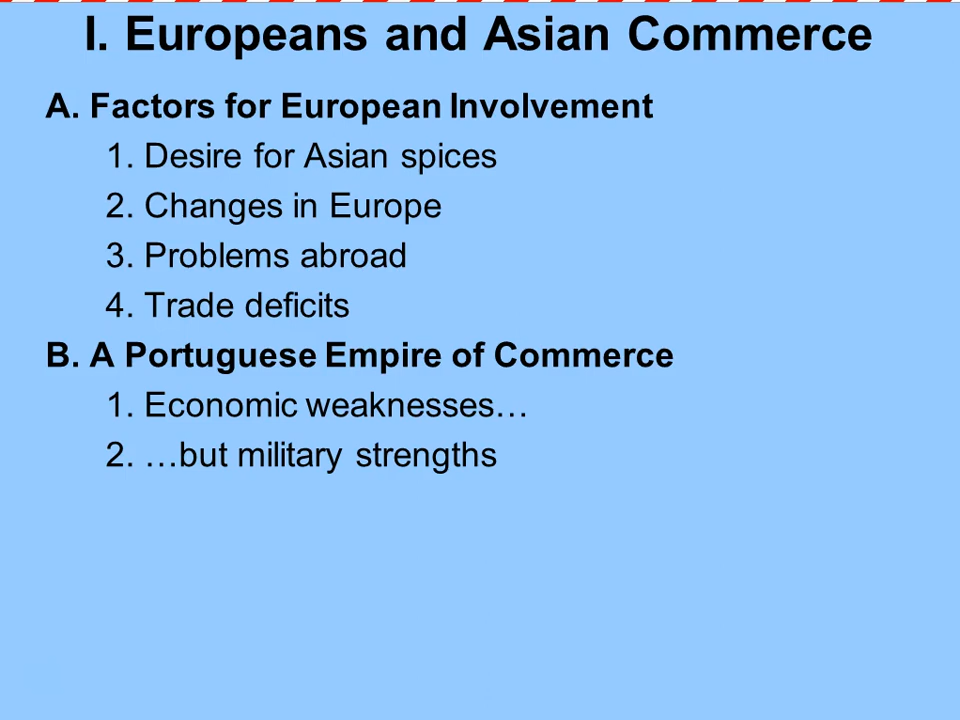 I. Europeans and Asian Commerce
A. Factors for European Involvement
1. Desire for Asian spices
2. Changes in Europe
3. Problems abroad
4. Trade deficits
B. A Portuguese Empire of Commerce
1. Economic weaknesses…
2. …but military strengths